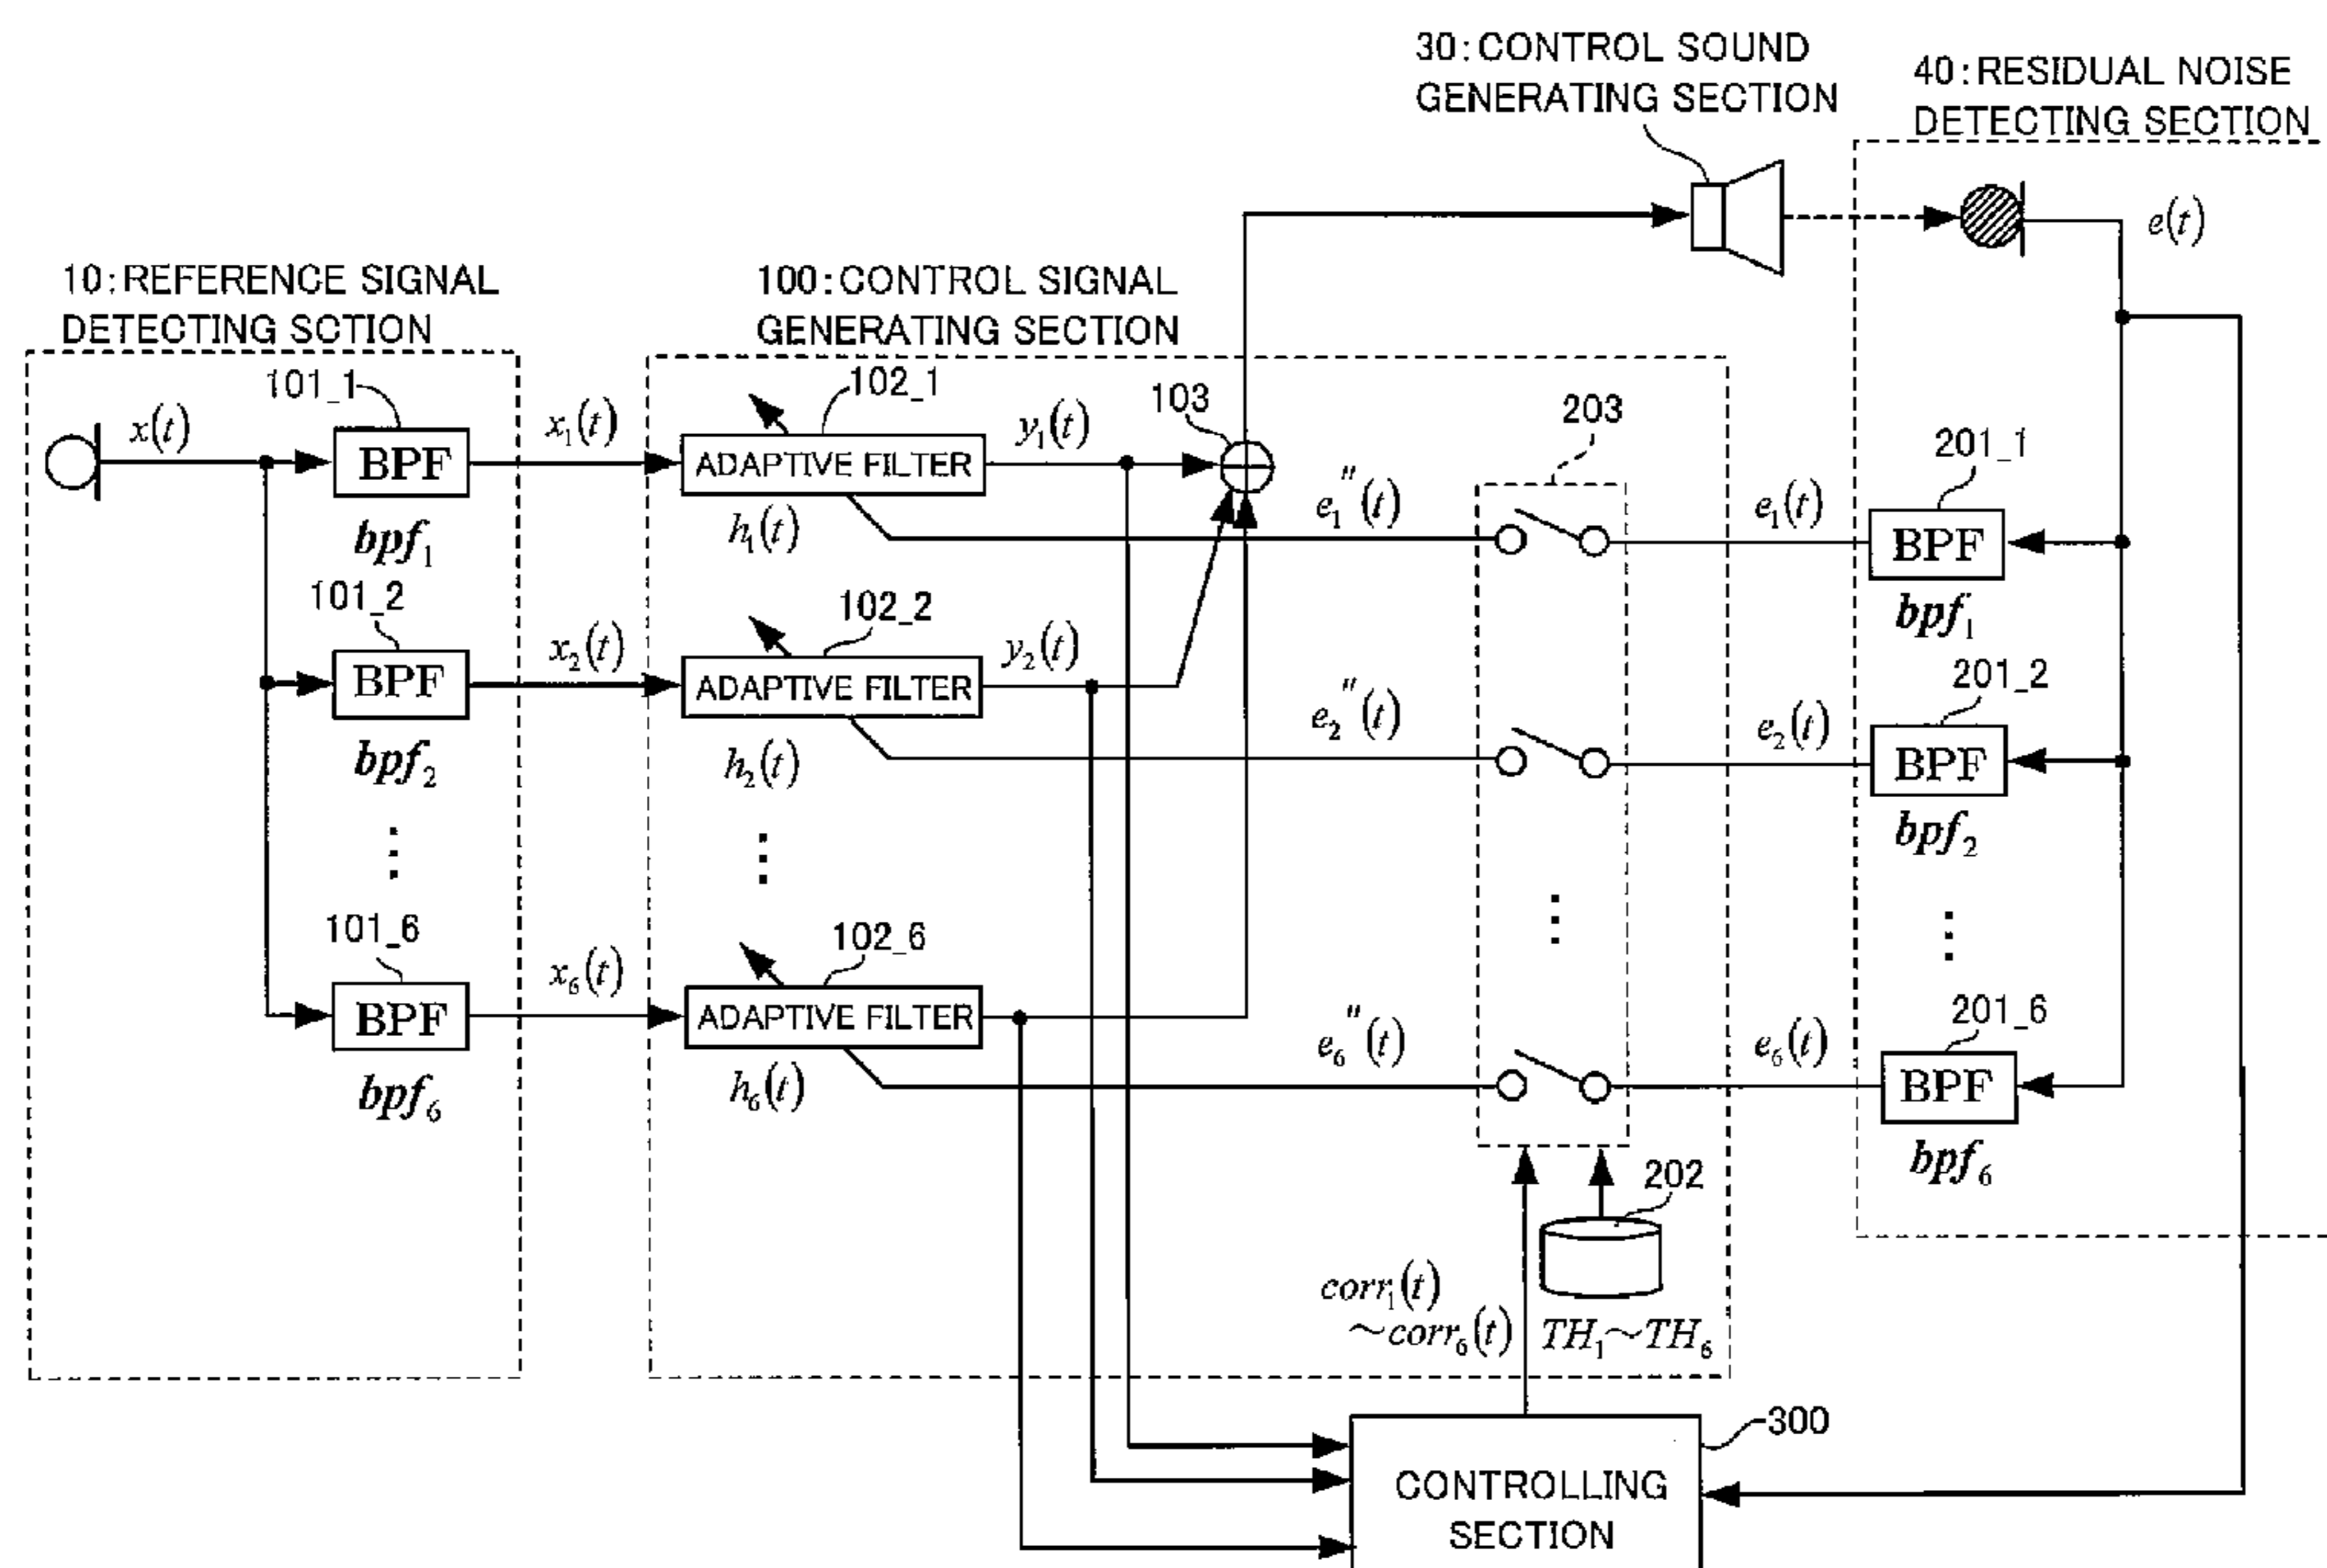 30:CONTROL SOUND
GENERATING SECTION
40:RESIDUAL NOISE
DETECTING SECTION
e(t)
10:REFERENCE SIGNAL
DETECTING SCTION
100:CONTROL SIGNAL
GENERATING SECTION
101_1
x(t)
BPF
bpf₁
x₁(t)
102_1
ADAPTIVE FILTER
h₁(t)
y₁(t)
103
e₁″(t)
203
e₁(t)
201_1
BPF
bpf₁
101_2
BPF
bpf₂
x₂(t)
102_2
ADAPTIVE FILTER
h₂(t)
y₂(t)
e₂″(t)
e₂(t)
201_2
BPF
bpf₂
101_6
BPF
bpf₆
x₆(t)
102_6
ADAPTIVE FILTER
h₆(t)
e₆″(t)
e₆(t)
201_6
BPF
bpf₆
202
corr₁(t)
~corr₆(t)
TH₁~TH₆
300
CONTROLLING
SECTION